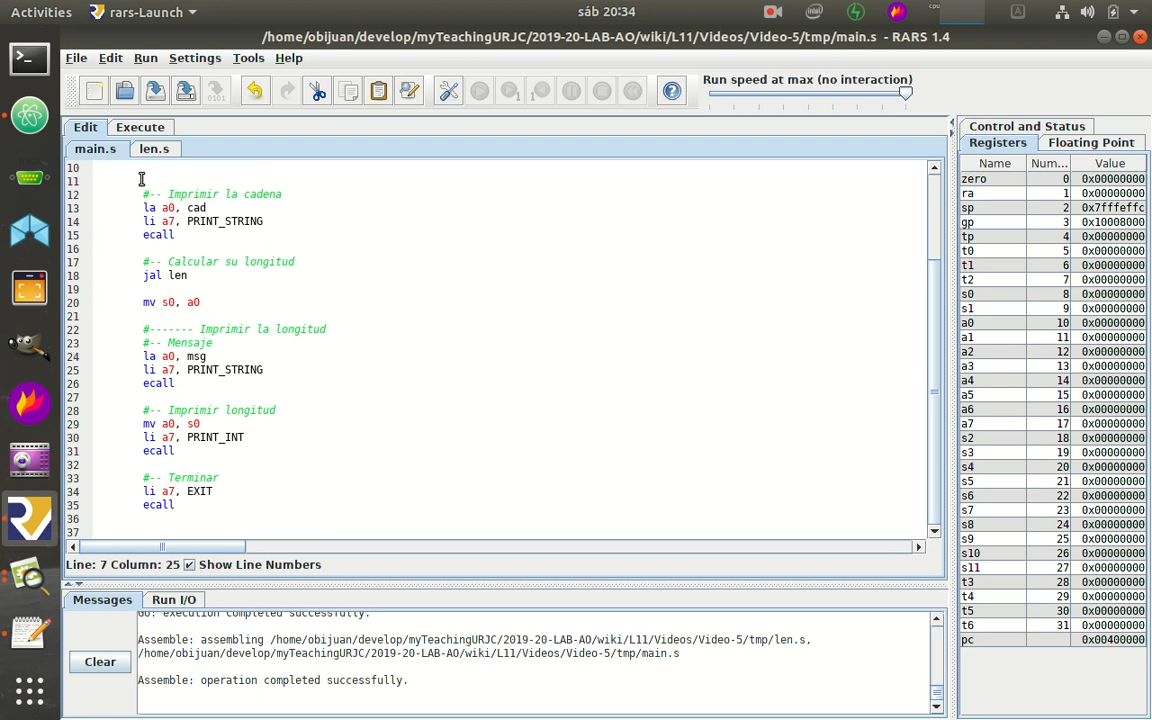 Activities rars-Launch sáb 20:34 cpu A
/home/obijuan/develop/myTeachingURJC/2019-20-LAB-AO/wiki/L11/Videos/Video-5/tmp/main.s - RARS 1.4
File Edit Run Settings Tools Help
Run speed at max (no interaction)
Edit Execute
main.s len.s
10
11
12 #-- Imprimir la cadena
13 la a0, cad
14 li a7, PRINT_STRING
15 ecall
16
17 #-- Calcular su longitud
18 jal len
19
20 mv s0, a0
21
22 #------- Imprimir la longitud
23 #-- Mensaje
24 la a0, msg
25 li a7, PRINT_STRING
26 ecall
27
28 #-- Imprimir longitud
29 mv a0, s0
30 li a7, PRINT_INT
31 ecall
32
33 #-- Terminar
34 li a7, EXIT
35 ecall
36
37
Line: 7 Column: 25 Show Line Numbers
Messages Run I/O
Go: execution completed successfully.
Assemble: assembling /home/obijuan/develop/myTeachingURJC/2019-20-LAB-AO/wiki/L11/Videos/Video-5/tmp/len.s,
/home/obijuan/develop/myTeachingURJC/2019-20-LAB-AO/wiki/L11/Videos/Video-5/tmp/main.s
Clear
Assemble: operation completed successfully.
Control and Status
Registers Floating Point
Name Num... Value
zero 0 0x00000000
ra 1 0x00000000
sp 2 0x7fffeffc
gp 3 0x10008000
tp 4 0x00000000
t0 5 0x00000000
t1 6 0x00000000
t2 7 0x00000000
s0 8 0x00000000
s1 9 0x00000000
a0 10 0x00000000
a1 11 0x00000000
a2 12 0x00000000
a3 13 0x00000000
a4 14 0x00000000
a5 15 0x00000000
a6 16 0x00000000
a7 17 0x00000000
s2 18 0x00000000
s3 19 0x00000000
s4 20 0x00000000
s5 21 0x00000000
s6 22 0x00000000
s7 23 0x00000000
s8 24 0x00000000
s9 25 0x00000000
s10 26 0x00000000
s11 27 0x00000000
t3 28 0x00000000
t4 29 0x00000000
t5 30 0x00000000
t6 31 0x00000000
pc 0x00400000